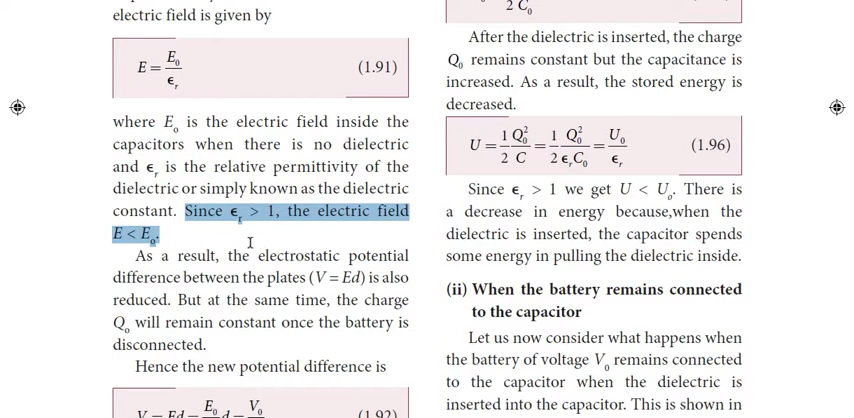 electric field is given by
E = E₀/ϵᵣ (1.91)
where Eₒ is the electric field inside the
capacitors when there is no dielectric
and ϵᵣ is the relative permittivity of the
dielectric or simply known as the dielectric
constant. Since ϵᵣ > 1, the electric field
E < Eₒ.
As a result, the electrostatic potential
difference between the plates (V = Ed) is also
reduced. But at the same time, the charge
Qₒ will remain constant once the battery is
disconnected.
Hence the new potential difference is
V = Ed = E₀/ d = V₀/ (1.92)
2 C₀
After the dielectric is inserted, the charge
Q₀ remains constant but the capacitance is
increased. As a result, the stored energy is
decreased.
U = 1/2 Q₀²/C = 1/2 Q₀²/ϵᵣC₀ = U₀/ϵᵣ (1.96)
Since ϵᵣ > 1 we get U < Uₒ. There is
a decrease in energy because,when the
dielectric is inserted, the capacitor spends
some energy in pulling the dielectric inside.
(ii) When the battery remains connected
to the capacitor
Let us now consider what happens when
the battery of voltage V₀ remains connected
to the capacitor when the dielectric is
inserted into the capacitor. This is shown in